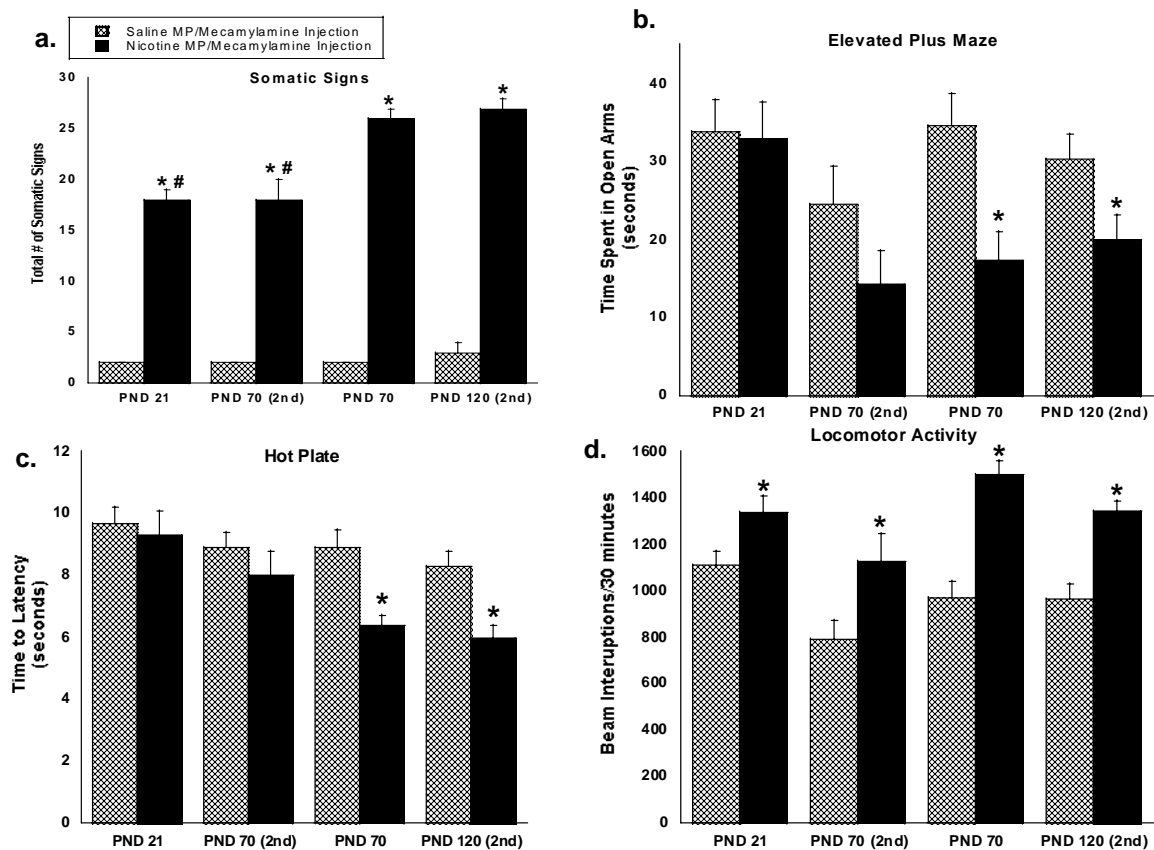 a.
Saline MP/Mecamylamine Injection
Nicotine MP/Mecamylamine Injection
Somatic Signs
Total # of Somatic Signs
30
25
20
15
10
5
0
* #
* #
*
*
PND 21
PND 70 (2nd)
PND 70
PND 120 (2nd)
b.
Elevated Plus Maze
Time Spent in Open Arms
(seconds)
40
30
20
10
0
*
*
PND 21
PND 70 (2nd)
PND 70
PND 120 (2nd)
c.
Hot Plate
Time to Latency
(seconds)
12
10
8
6
4
2
0
*
*
PND 21
PND 70 (2nd)
PND 70
PND 120 (2nd)
d.
Locomotor Activity
Beam Interuptions/30 minutes
1600
1400
1200
1000
800
600
400
200
0
*
*
*
*
PND 21
PND 70 (2nd)
PND 70
PND 120 (2nd)